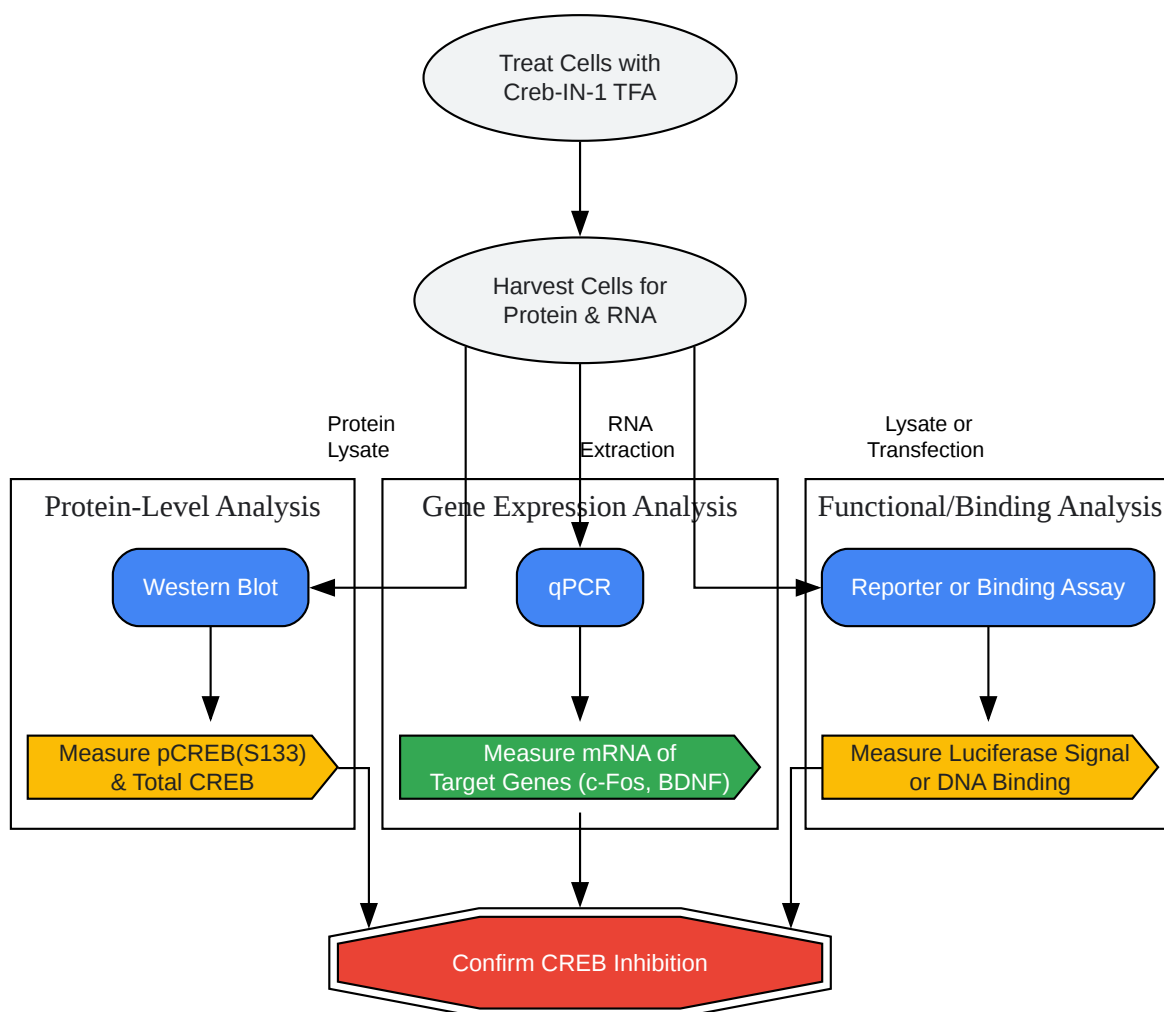 Treat Cells with
Creb-IN-1 TFA
Harvest Cells for
Protein & RNA
Protein
Lysate
RNA
Extraction
Lysate or
Transfection
Protein-Level Analysis
Gene Expression Analysis
Functional/Binding Analysis
Western Blot
qPCR
Reporter or Binding Assay
Measure pCREB(S133)
& Total CREB
Measure mRNA of
Target Genes (c-Fos, BDNF)
Measure Luciferase Signal
or DNA Binding
Confirm CREB Inhibition